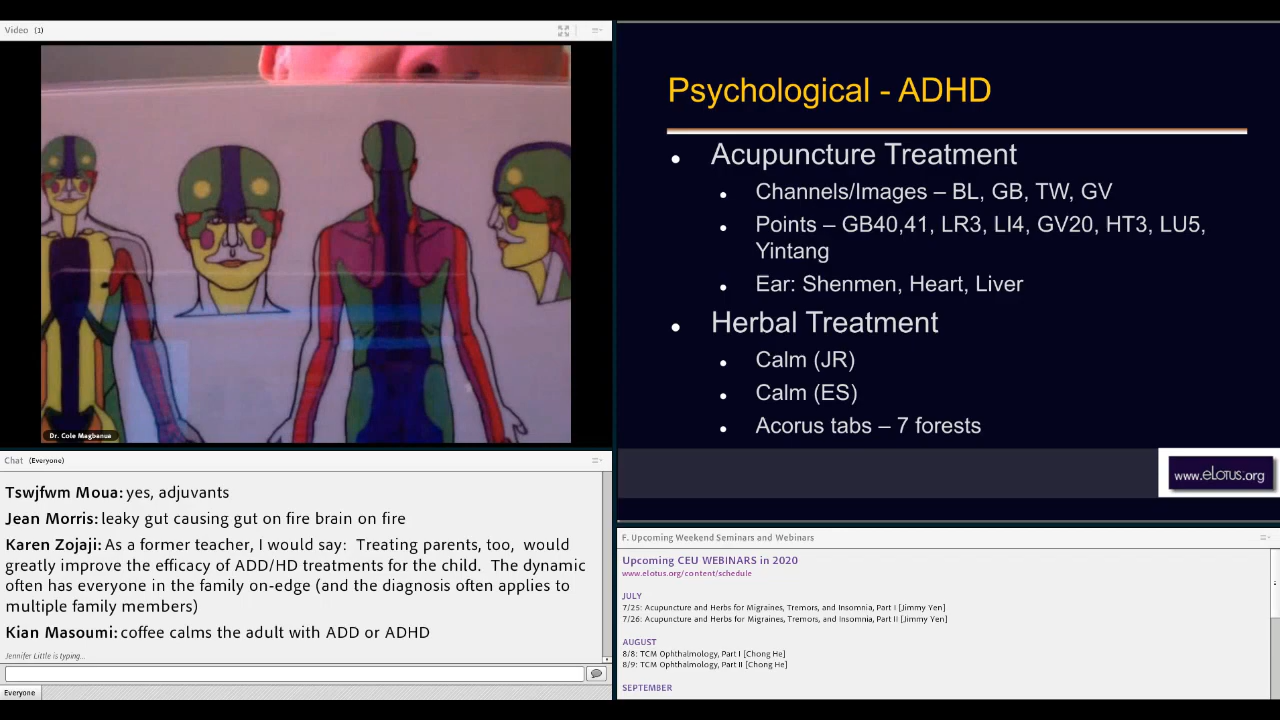 Video (1)
Dr. Cole Magbanua
Psychological - ADHD
Acupuncture Treatment
Channels/Images – BL, GB, TW, GV
Points – GB40,41, LR3, LI4, GV20, HT3, LU5,
Yintang
Ear: Shenmen, Heart, Liver
Herbal Treatment
Calm (JR)
Calm (ES)
Acorus tabs – 7 forests
www.eLotus.org
Chat (Everyone)
Tswjfwm Moua: yes, adjuvants
Jean Morris: leaky gut causing gut on fire brain on fire
Karen Zojaji: As a former teacher, I would say: Treating parents, too, would
greatly improve the efficacy of ADD/HD treatments for the child. The dynamic
often has everyone in the family on-edge (and the diagnosis often applies to
multiple family members)
Kian Masoumi: coffee calms the adult with ADD or ADHD
Jennifer Little is typing...
Everyone
F. Upcoming Weekend Seminars and Webinars
Upcoming CEU WEBINARS in 2020
www.elotus.org/content/schedule
JULY
7/25: Acupuncture and Herbs for Migraines, Tremors, and Insomnia, Part I [Jimmy Yen]
7/26: Acupuncture and Herbs for Migraines, Tremors, and Insomnia, Part II [Jimmy Yen]
AUGUST
8/8: TCM Ophthalmology, Part I [Chong He]
8/9: TCM Ophthalmology, Part II [Chong He]
SEPTEMBER